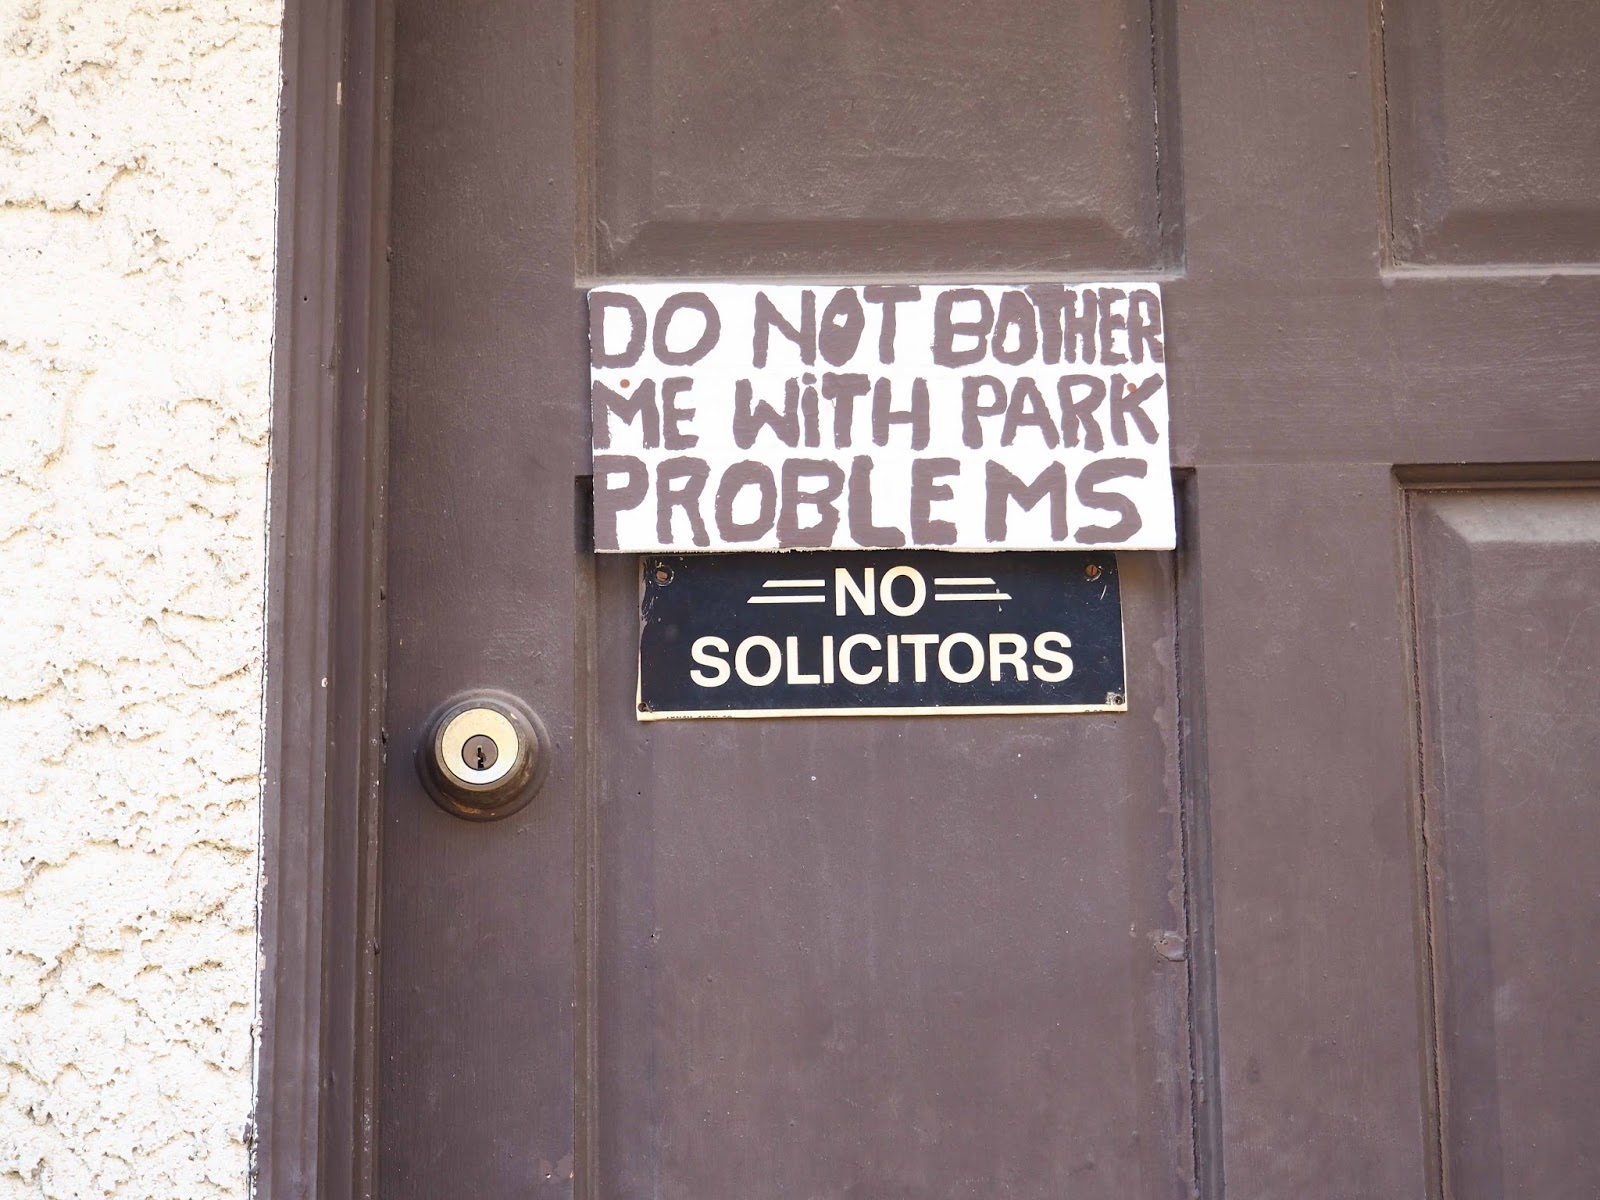 DO NOT BOTHER
ME WiTH PARK
PROBLEMS
NO
SOLICITORS